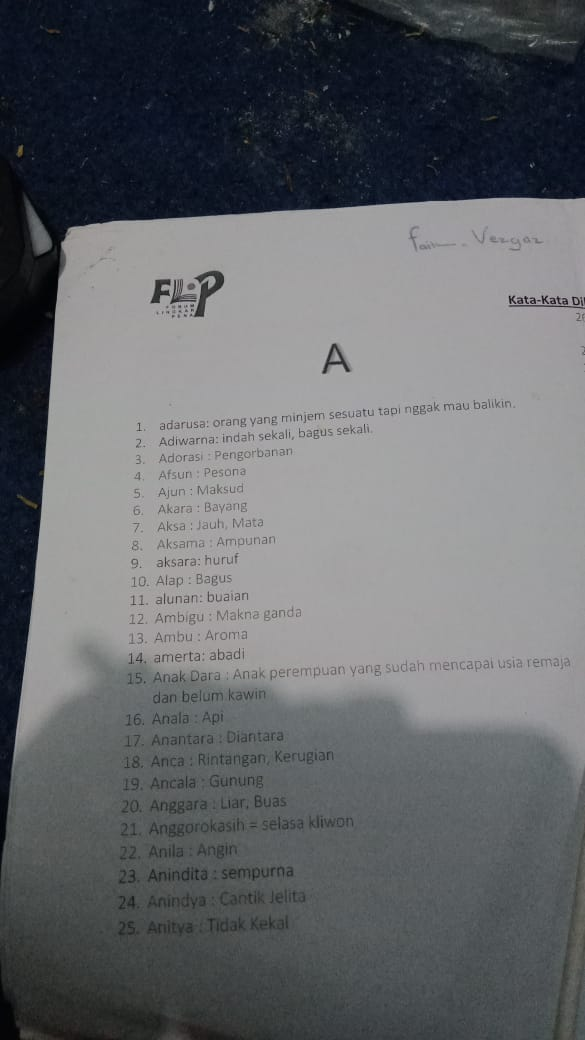 Vezgaz
FLP
FORUM
LINGKAR
PENA
Kata-Kata
A
1. adarusa: orang yang minjem sesuatu tapi nggak mau balikin.
2. Adiwarna: indah sekali, bagus sekali.
3. Adorasi : Pengorbanan
4. Afsun : Pesona
5. Ajun : Maksud
6. Akara : Bayang
7. Aksa : Jauh, Mata
8. Aksama : Ampunan
9. aksara: huruf
10. Alap : Bagus
11. alunan: buaian
12. Ambigu : Makna ganda
13. Ambu : Aroma
14. amerta: abadi
15. Anak Dara : Anak perempuan yang sudah mencapai usia remaja
dan belum kawin
16. Anala : Api
17. Anantara : Diantara
18. Anca : Rintangan, Kerugian
19. Ancala : Gunung
20. Anggara : Liar, Buas
21. Anggorokasih = selasa kliwon
22. Anila : Angin
23. Anindita : sempurna
24. Anindya : Cantik Jelita
25. Anitya : Tidak Kekal